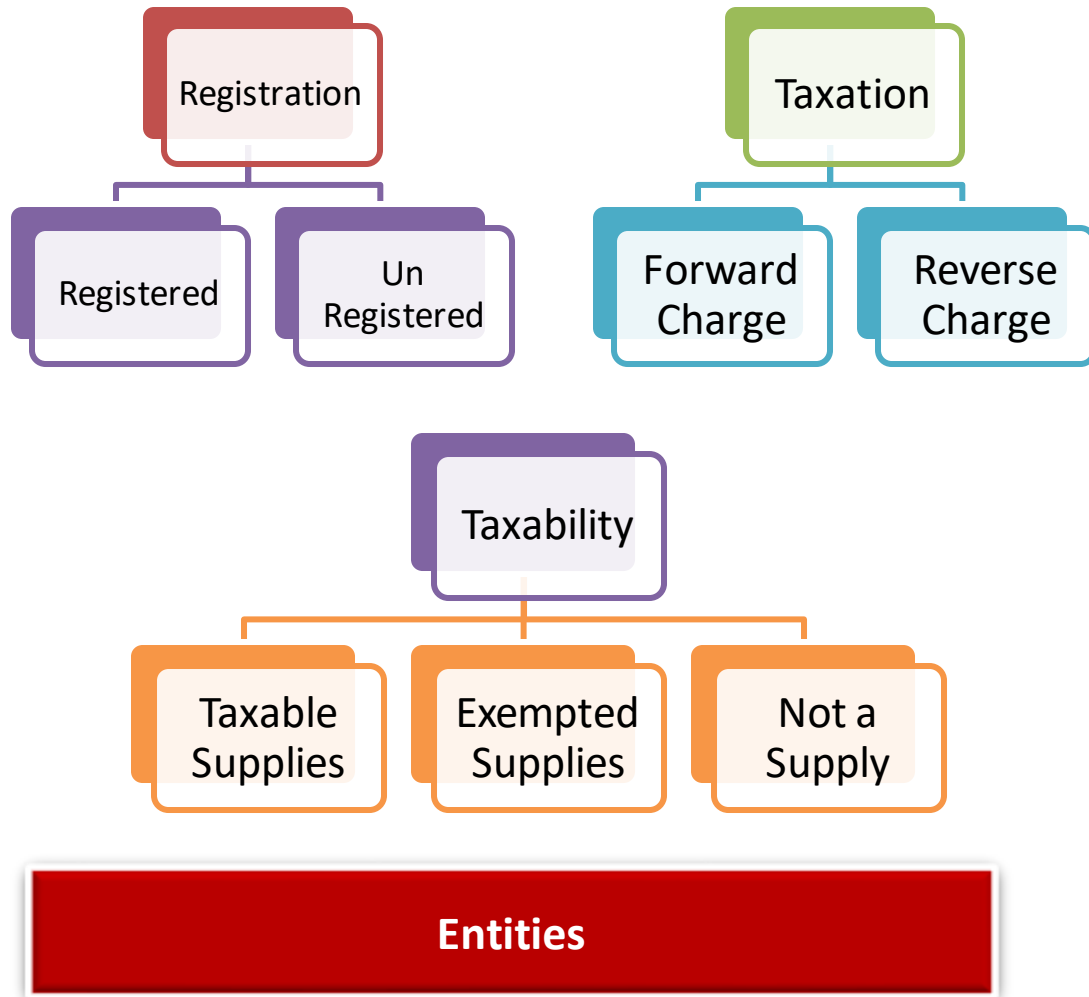 Registration
Taxation
Registered
Un
Registered
Forward
Charge
Reverse
Charge
Taxability
Taxable
Supplies
Exempted
Supplies
Not a
Supply
Entities